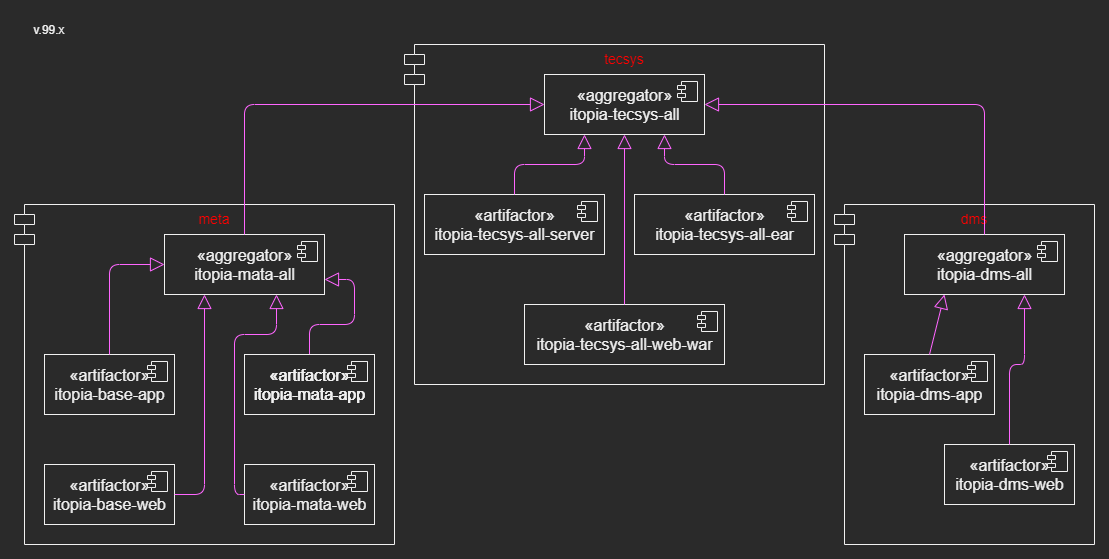 v.99.x
tecsys
«aggregator»
itopia-tecsys-all
«artifactor»
itopia-tecsys-all-server
«artifactor»
itopia-tecsys-all-ear
«artifactor»
itopia-tecsys-all-web-war
meta
«aggregator»
itopia-mata-all
«artifactor»
itopia-base-app
«artifactor»
itopia-mata-app
«artifactor»
itopia-base-web
«artifactor»
itopia-mata-web
dms
«aggregator»
itopia-dms-all
«artifactor»
itopia-dms-app
«artifactor»
itopia-dms-web